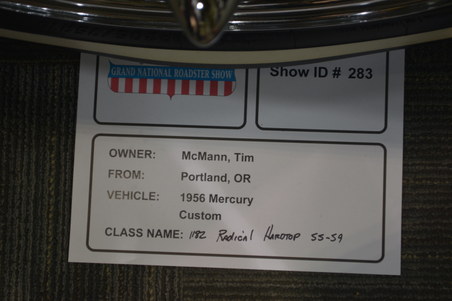 GRAND NATIONAL ROADSTER SHOW
Show ID # 283
OWNER: McMann, Tim
FROM: Portland, OR
VEHICLE: 1956 Mercury
Custom
CLASS NAME: 1182 Radical Hardtop 55-59